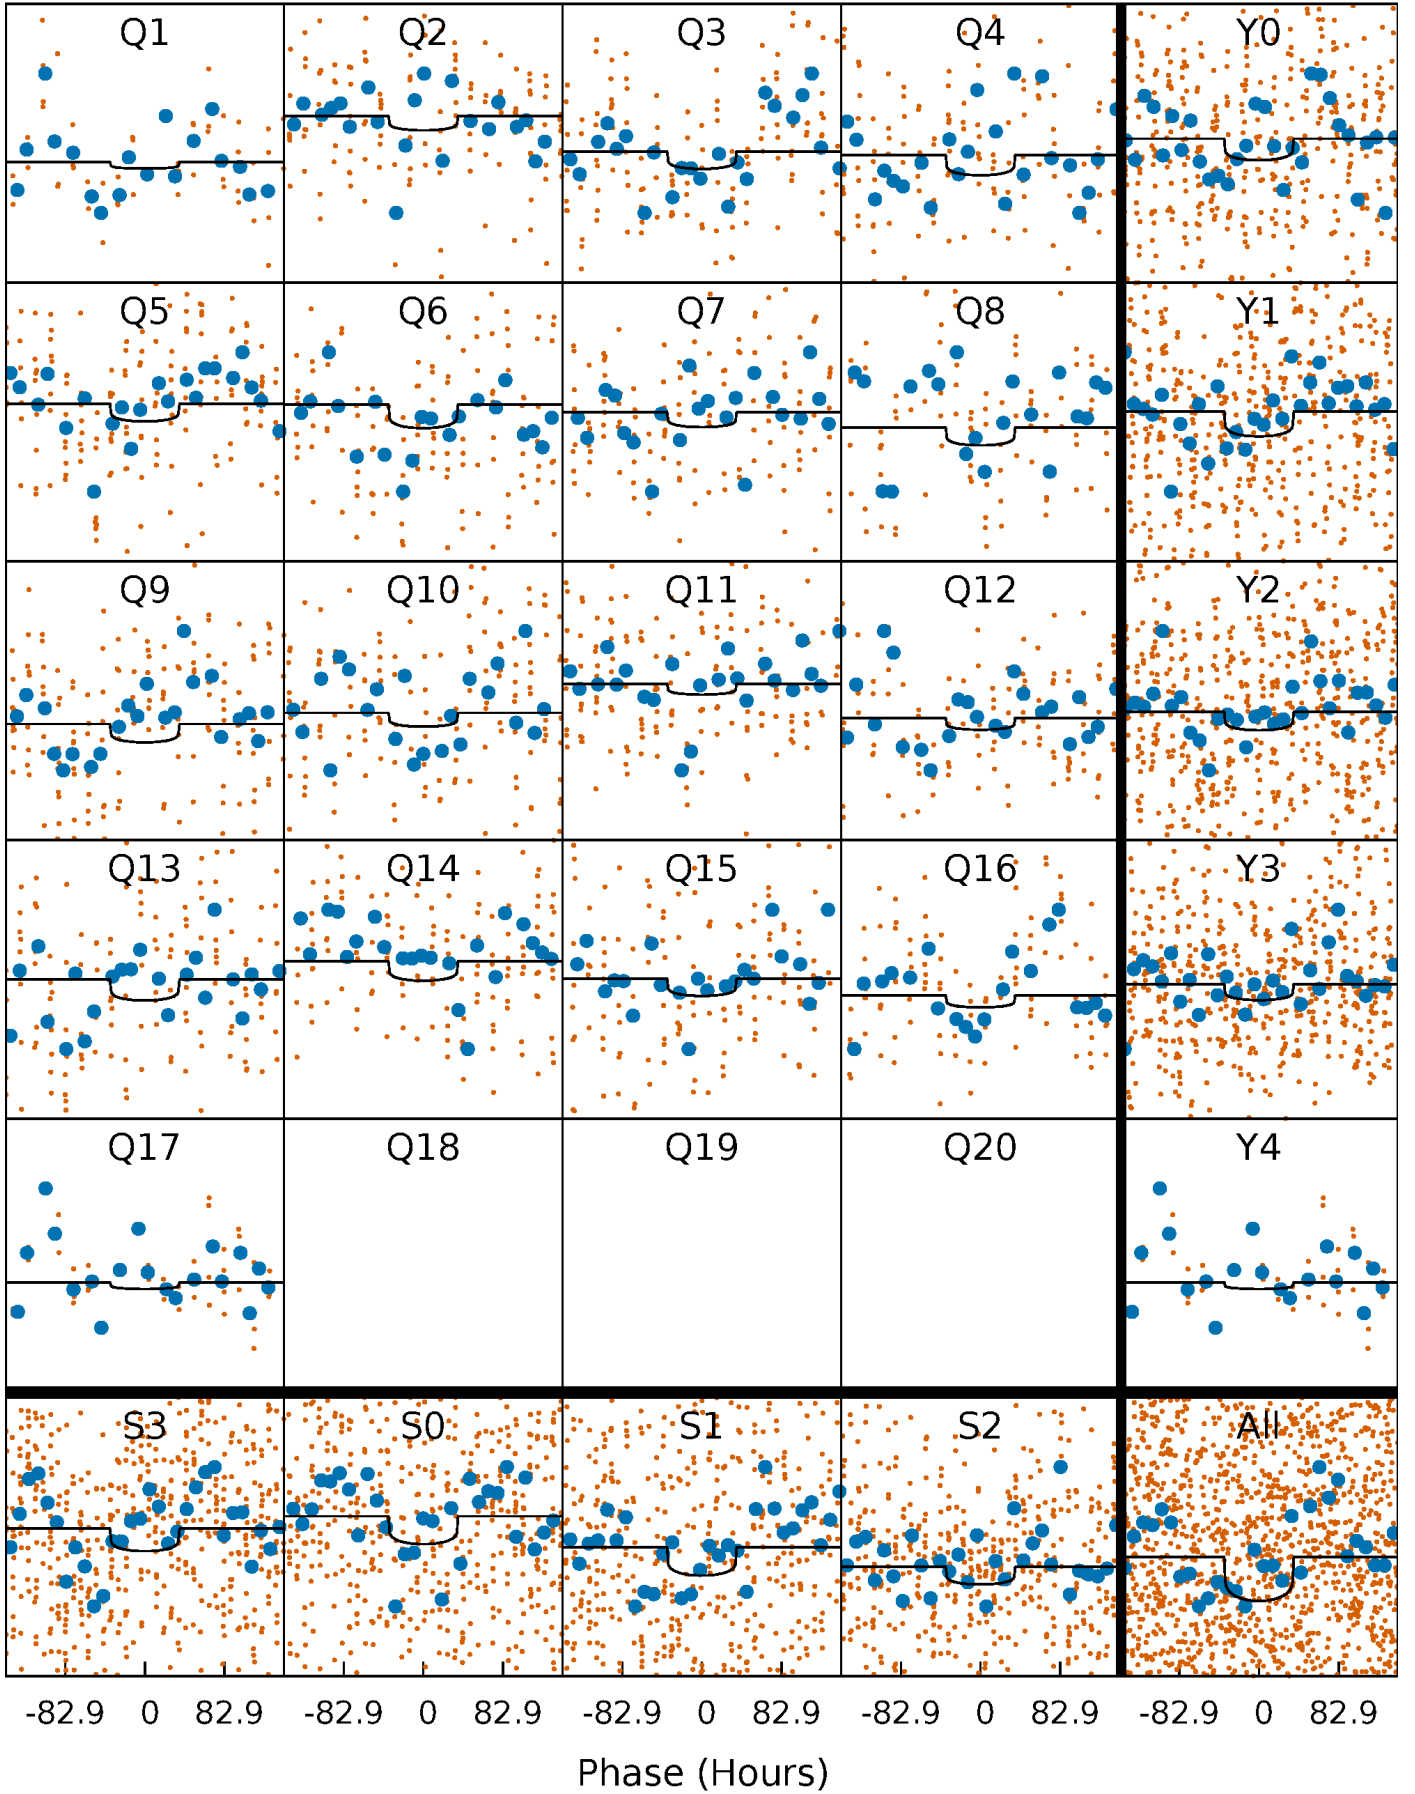 Q1 Q2 Q3 Q4 Y0
Q5 Q6 Q7 Q8 Y1
Q9 Q10 Q11 Q12 Y2
Q13 Q14 Q15 Q16 Y3
Q17 Q18 Q19 Q20 Y4
S3 S0 S1 S2 All
-82.9 0 82.9 -82.9 0 82.9 -82.9 0 82.9 -82.9 0 82.9 -82.9 0 82.9
Phase (Hours)